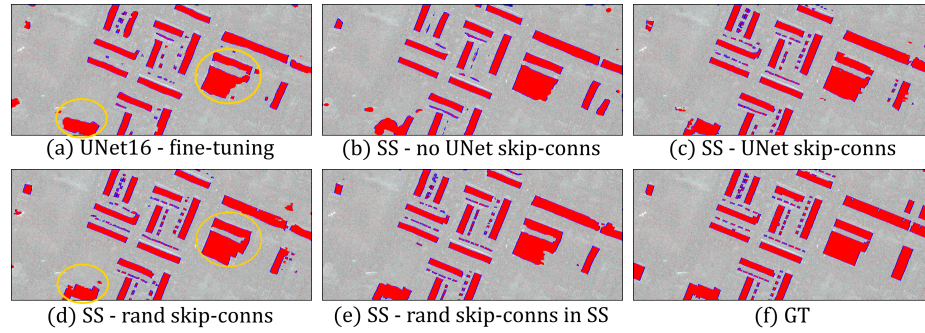 (a) UNet16 - fine-tuning
(b) SS - no UNet skip-conns
(c) SS - UNet skip-conns
(d) SS - rand skip-conns
(e) SS - rand skip-conns in SS
(f) GT